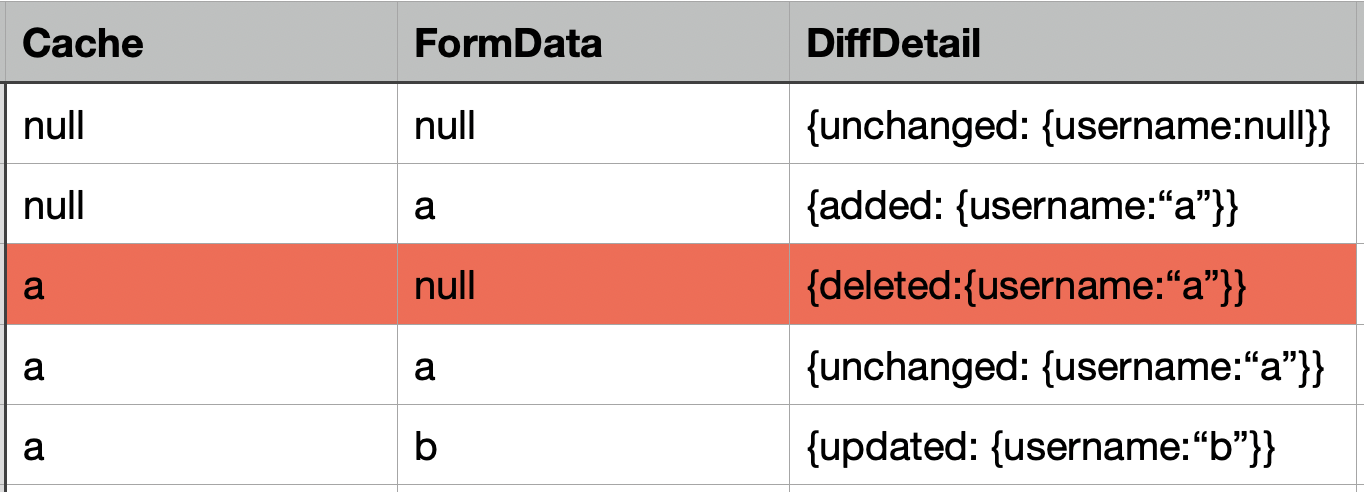 Cache FormData DiffDetail
null null {unchanged: {username:null}}
null a {added: {username:“a”}}
a null {deleted:{username:“a”}}
a a {unchanged: {username:“a”}}
a b {updated: {username:“b”}}